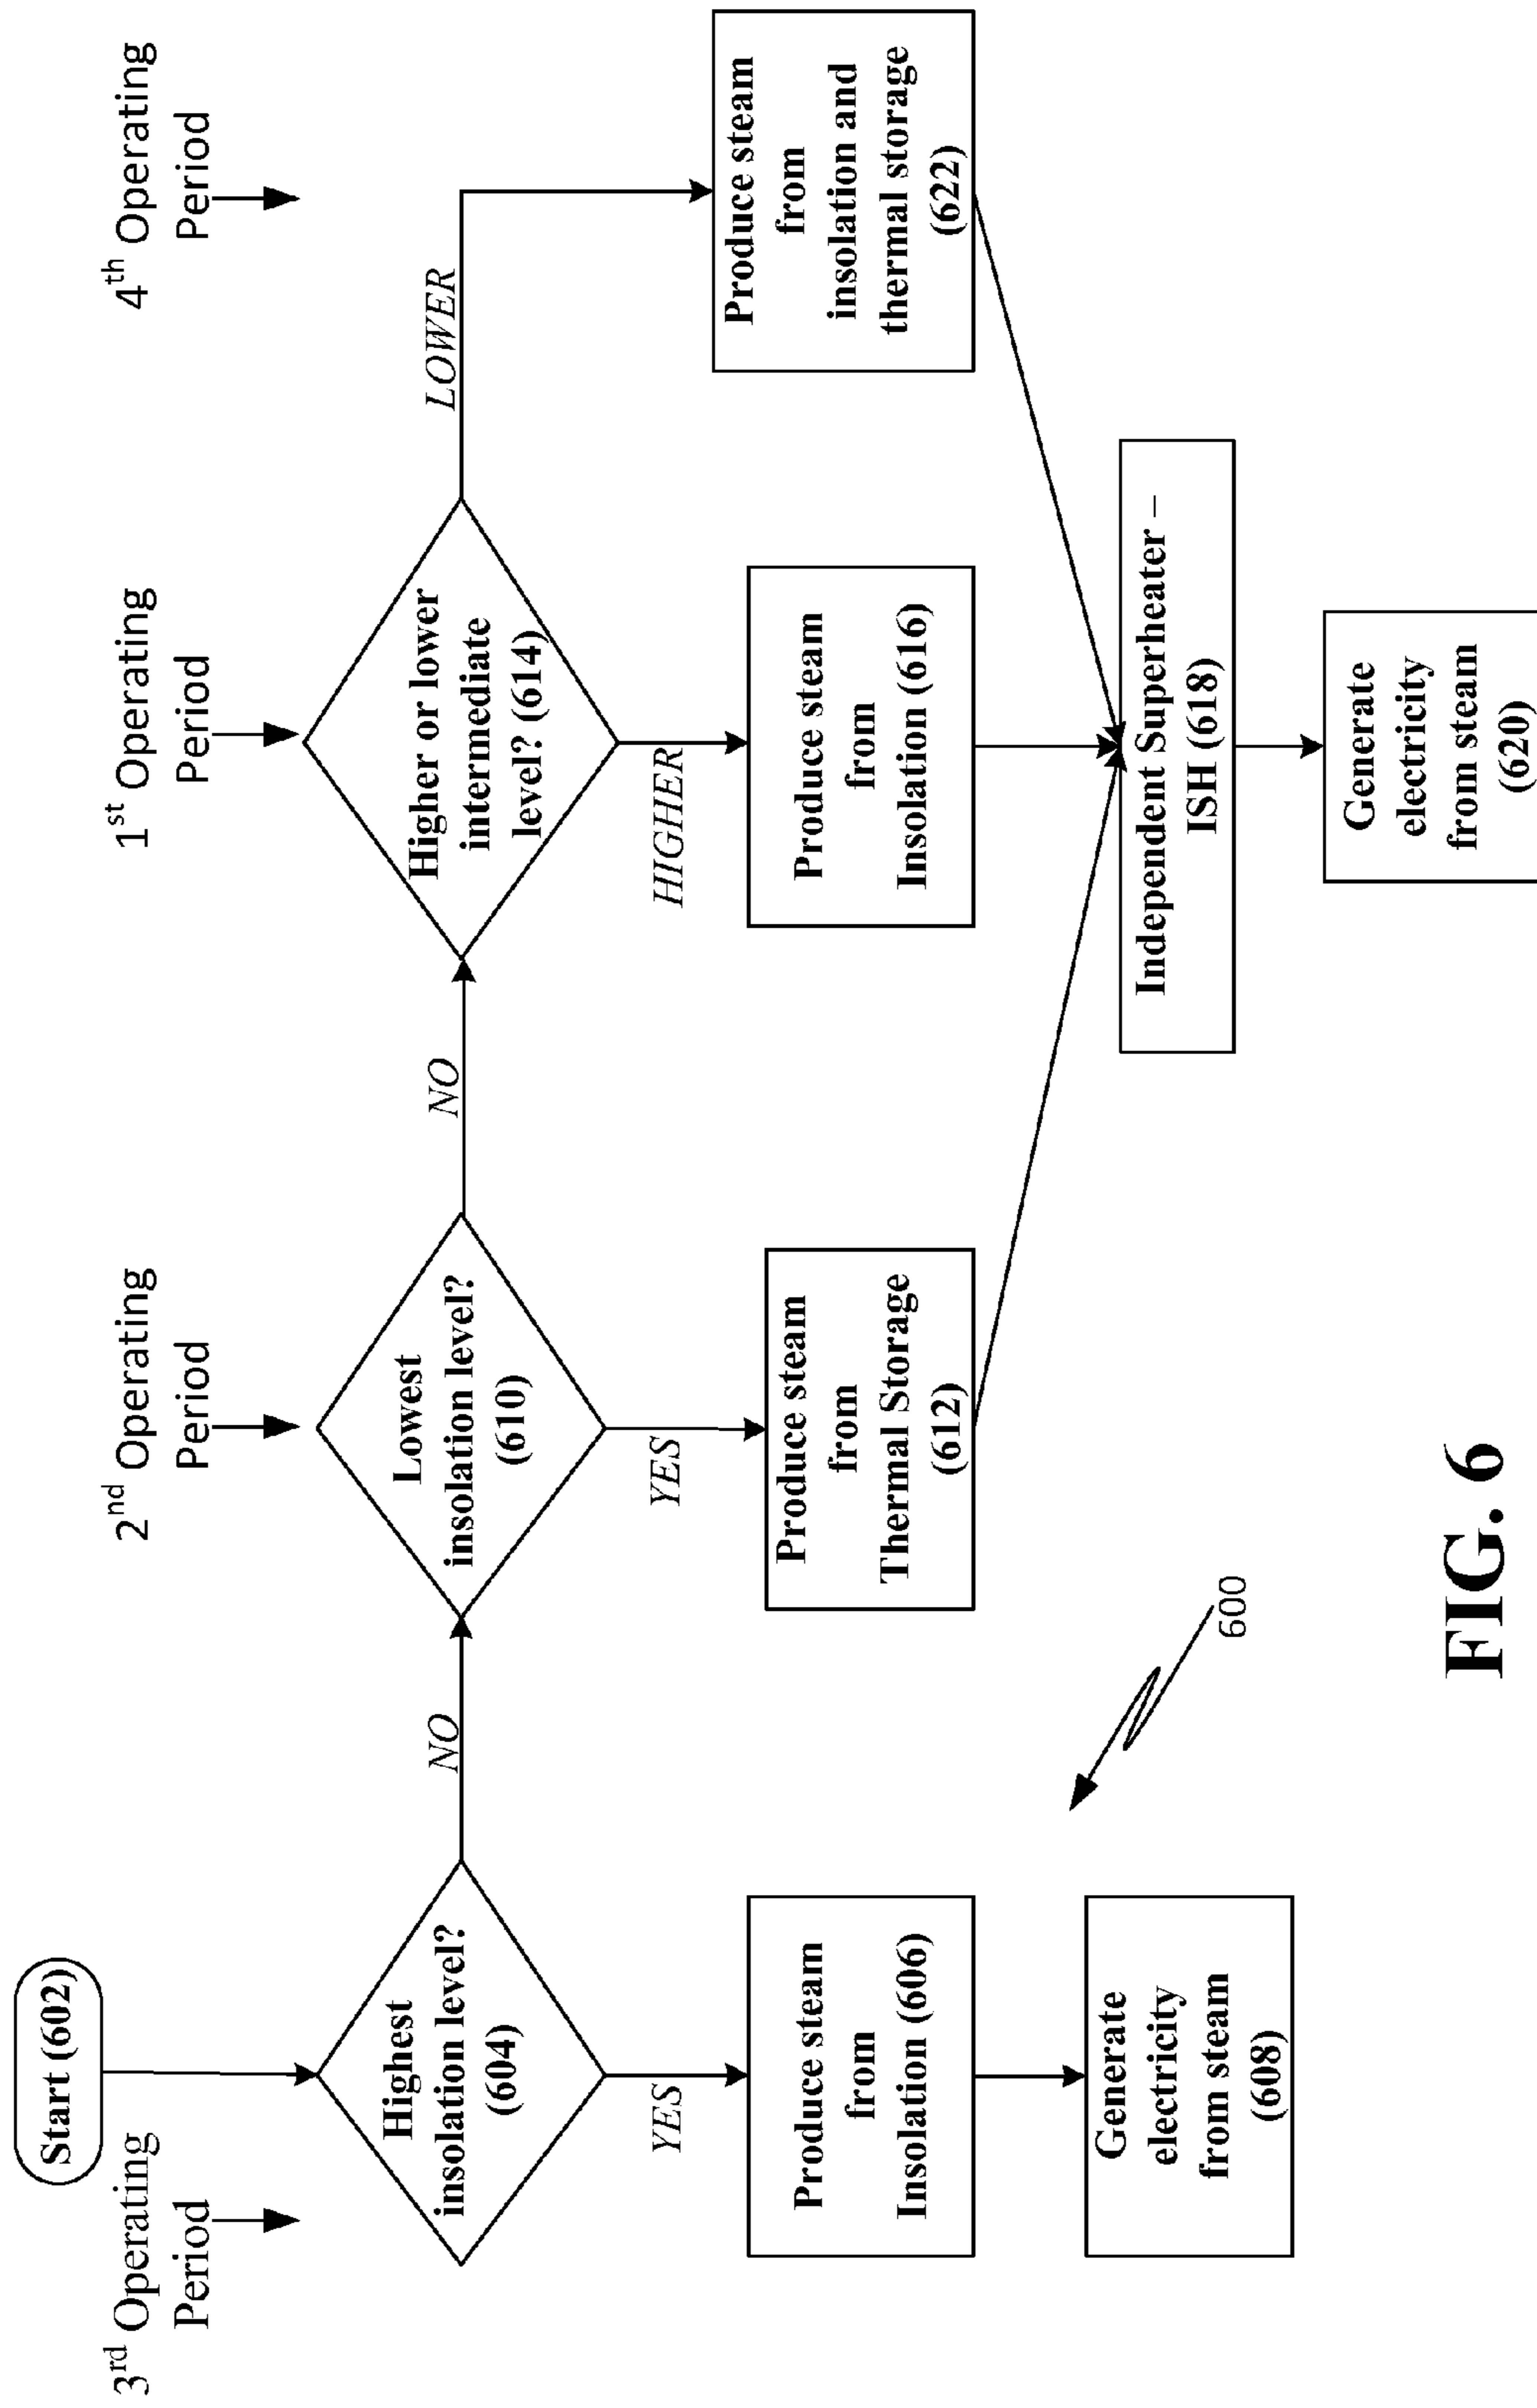 Start (602)
3rd Operating
Period
2nd Operating
Period
1st Operating
Period
4th Operating
Period
Highest
insolation level?
(604)
NO
Lowest
insolation level?
(610)
NO
Higher or lower
intermediate
level? (614)
LOWER
YES
YES
HIGHER
Produce steam
from
Insolation (606)
Produce steam
from
Thermal Storage
(612)
Produce steam
from
Insolation (616)
Produce steam
from
insolation and
thermal storage
(622)
Generate
electricity
from steam
(608)
Independent Superheater –
ISH (618)
Generate
electricity
from steam
(620)
600
FIG. 6